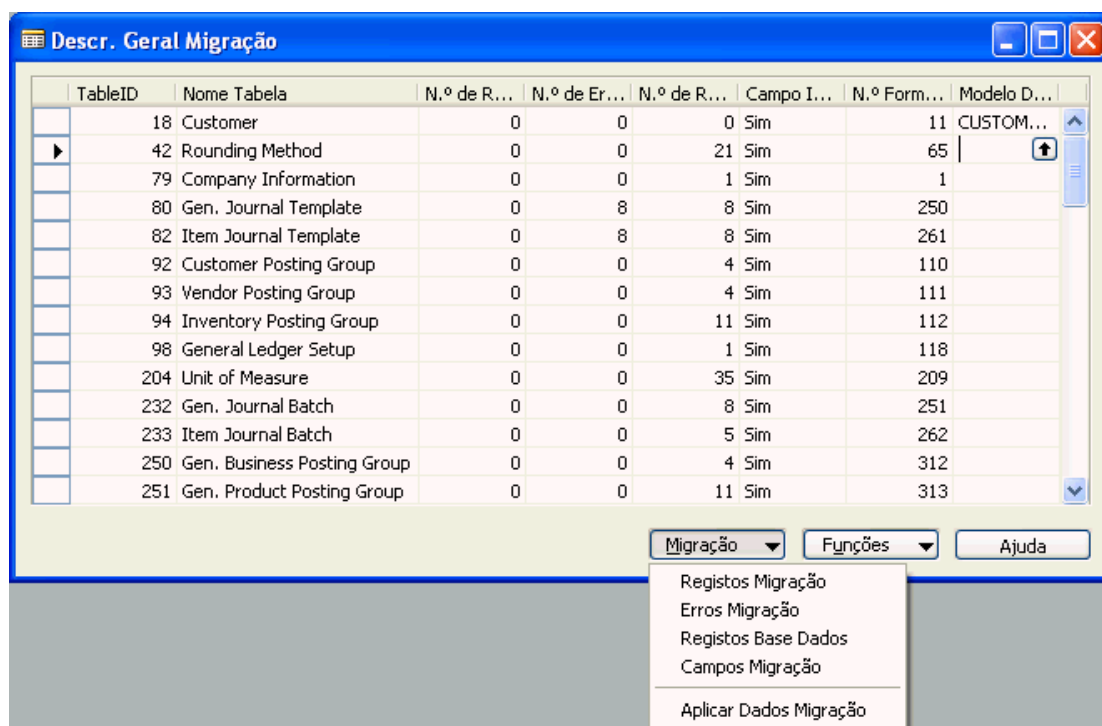 Descr. Geral Migração
TableID Nome Tabela N.º de R... N.º de Er... N.º de R... Campo I... N.º Form... Modelo D...
18 Customer 0 0 0 Sim 11 CUSTOM...
42 Rounding Method 0 0 21 Sim 65
79 Company Information 0 0 1 Sim 1
80 Gen. Journal Template 0 8 8 Sim 250
82 Item Journal Template 0 8 8 Sim 261
92 Customer Posting Group 0 0 4 Sim 110
93 Vendor Posting Group 0 0 4 Sim 111
94 Inventory Posting Group 0 0 11 Sim 112
98 General Ledger Setup 0 0 1 Sim 118
204 Unit of Measure 0 0 35 Sim 209
232 Gen. Journal Batch 0 0 8 Sim 251
233 Item Journal Batch 0 0 5 Sim 262
250 Gen. Business Posting Group 0 0 4 Sim 312
251 Gen. Product Posting Group 0 0 11 Sim 313
Migração Funções Ajuda
Registos Migração
Erros Migração
Registos Base Dados
Campos Migração
Aplicar Dados Migração